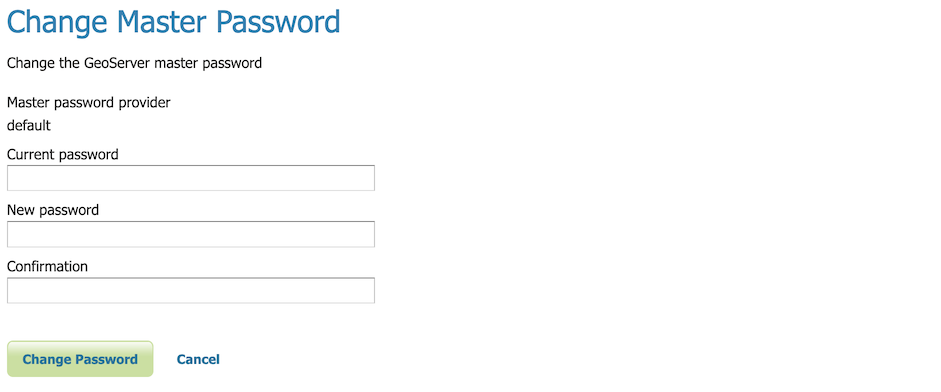 Change Master Password
Change the GeoServer master password
Master password provider
default
Current password
New password
Confirmation
Change Password Cancel